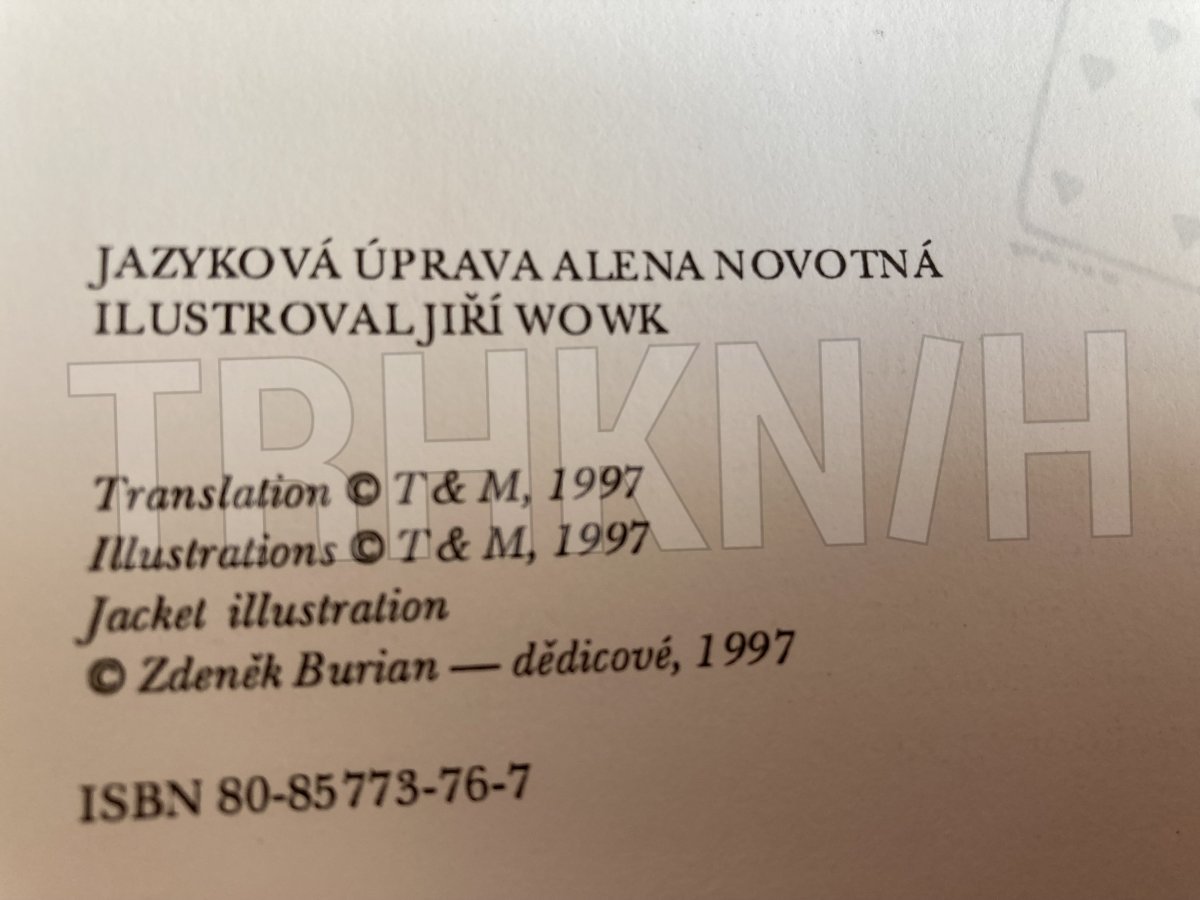 JAZYKOVÁ ÚPRAVA ALENA NOVOTNÁ
ILUSTROVAL JIŘÍ WOWK
TRHKN/H
Translation © T & M, 1997
Illustrations © T & M, 1997
Jacket illustration
© Zdeněk Burian — dědicové, 1997
ISBN 80-85773-76-7